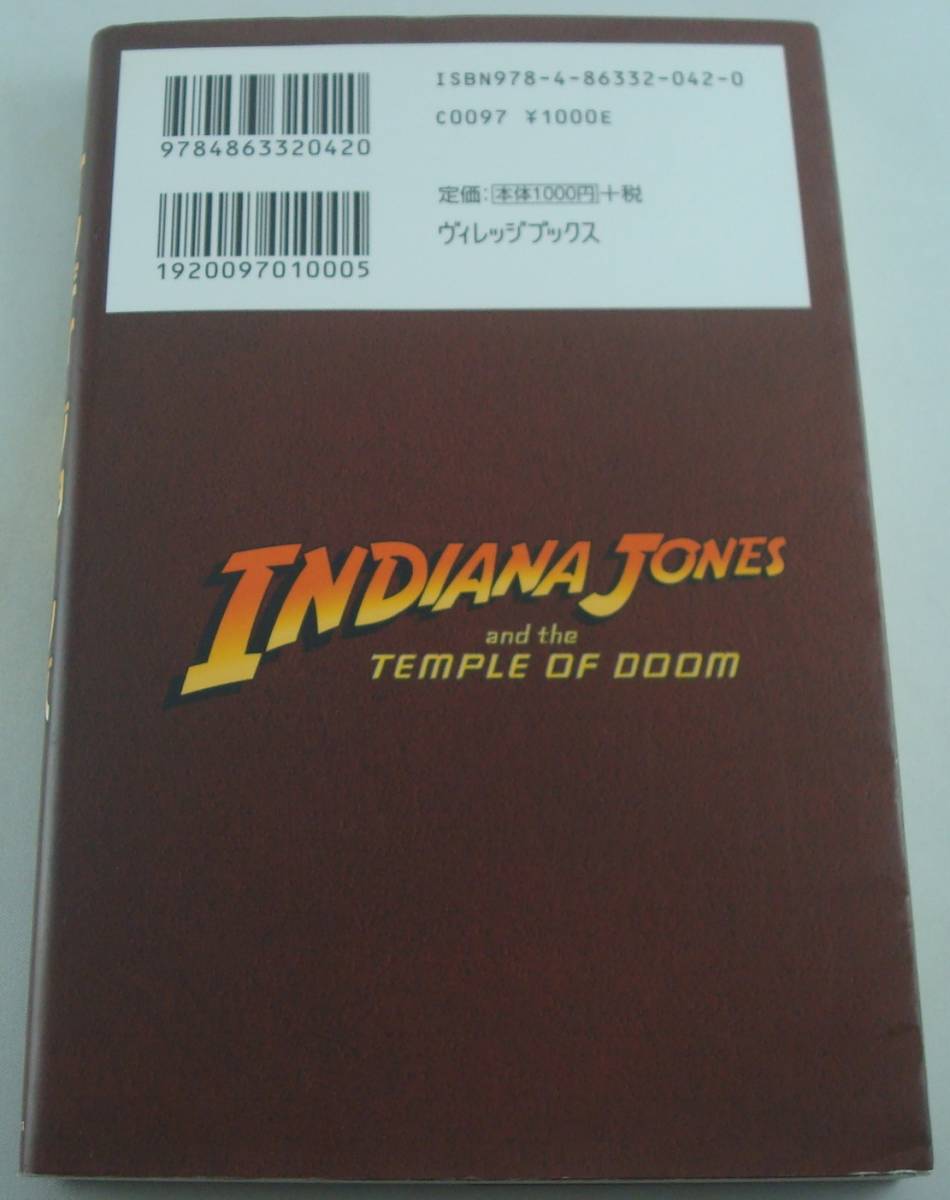 ISBN978-4-86332-042-0
C0097 ¥1000E
9784863320420
定価：本体1000円+税
ヴィレッジブックス
1920097010005
INDIANA JONES
and the
TEMPLE OF DOOM